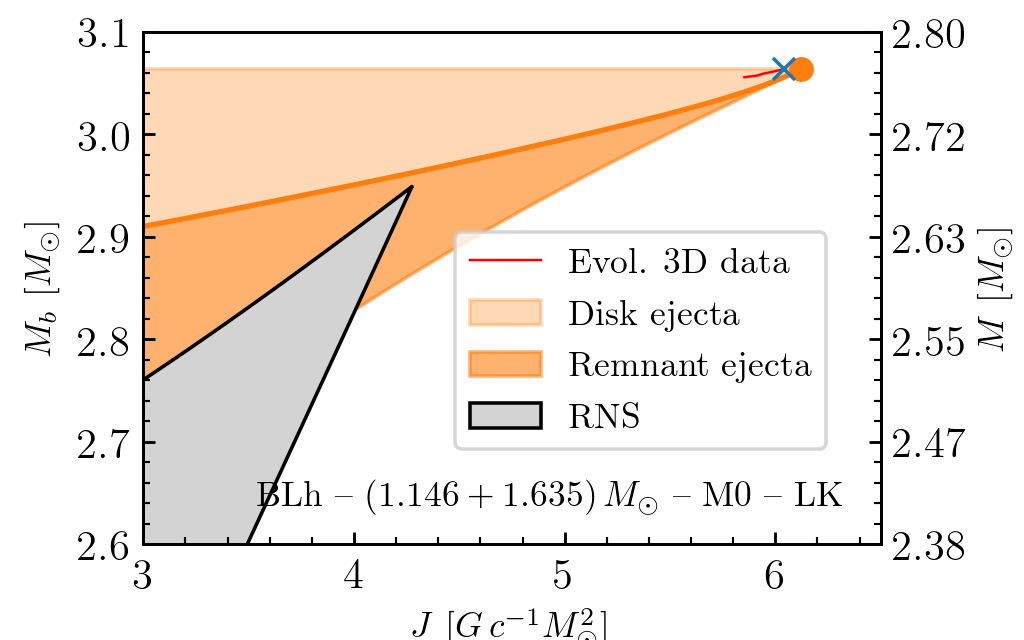 3.1
3.0
2.9
2.8
2.7
2.6
M_b [M_⊙]
2.80
2.72
2.63
2.55
2.47
2.38
M [M_⊙]
Evol. 3D data
Disk ejecta
Remnant ejecta
RNS
BLh – (1.146 + 1.635) M_⊙ – M0 – LK
3 4 5 6
J [G c⁻¹ M_⊙²]